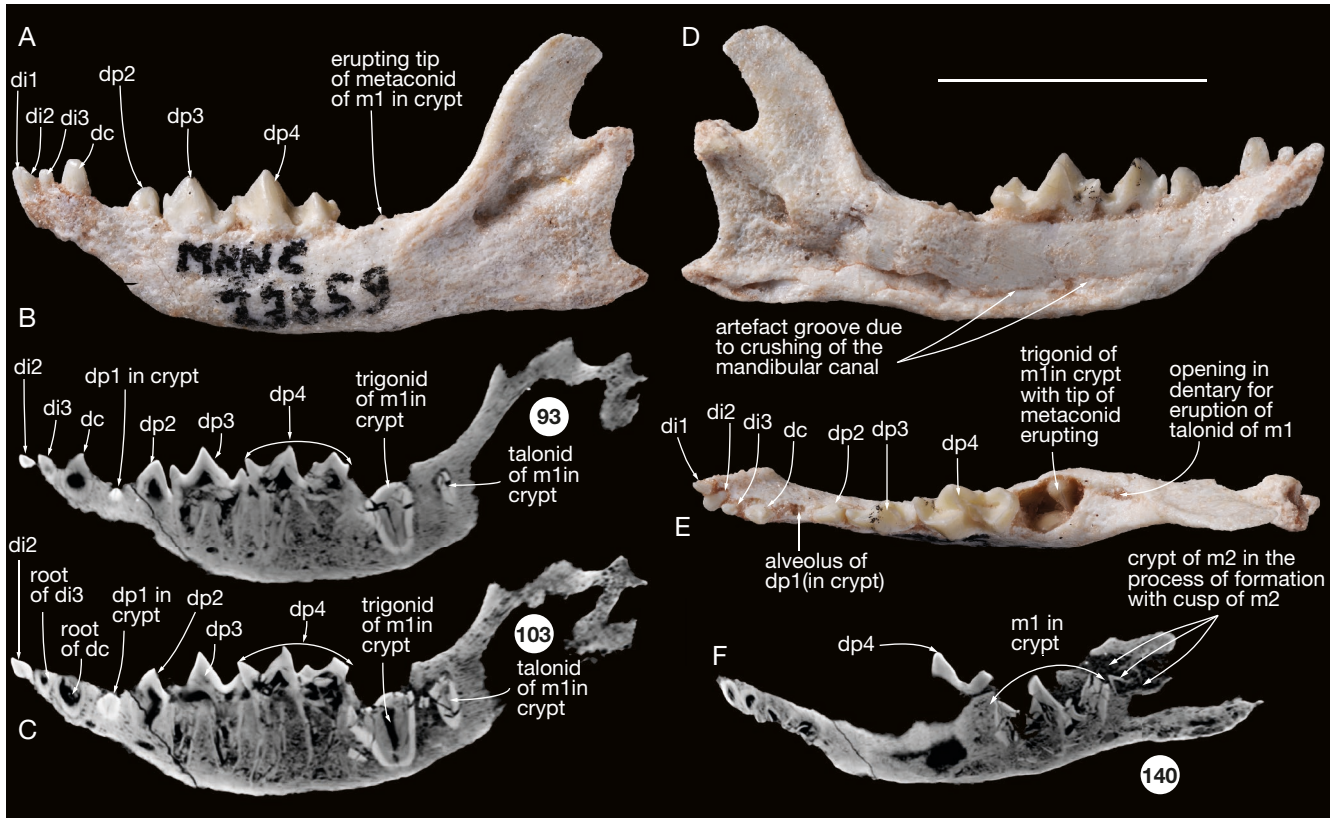 A
di1
di2
di3
dc
dp2
dp3
dp4
erupting tip
of metaconid
of m1 in crypt
MNNC
73859
D
artefact groove due
to crushing of the
mandibular canal
B
di2
di3
dc
dp1 in crypt
dp2
dp3
dp4
trigonid
of m1in
crypt
93
talonid
of m1in
crypt
di1
di2
di3
dc
dp2
dp3
dp4
trigonid of
m1in crypt
with tip of
metaconid
erupting
opening in
dentary for
eruption of
talonid of m1
E
alveolus of
dp1(in crypt)
C
di2
root
of di3
root
of dc
dp1 in
crypt
dp2
dp3
dp4
trigonid
of m1in
crypt
103
talonid
of m1in
crypt
F
dp4
m1 in
crypt
crypt of m2 in the
process of formation
with cusp of m2
140